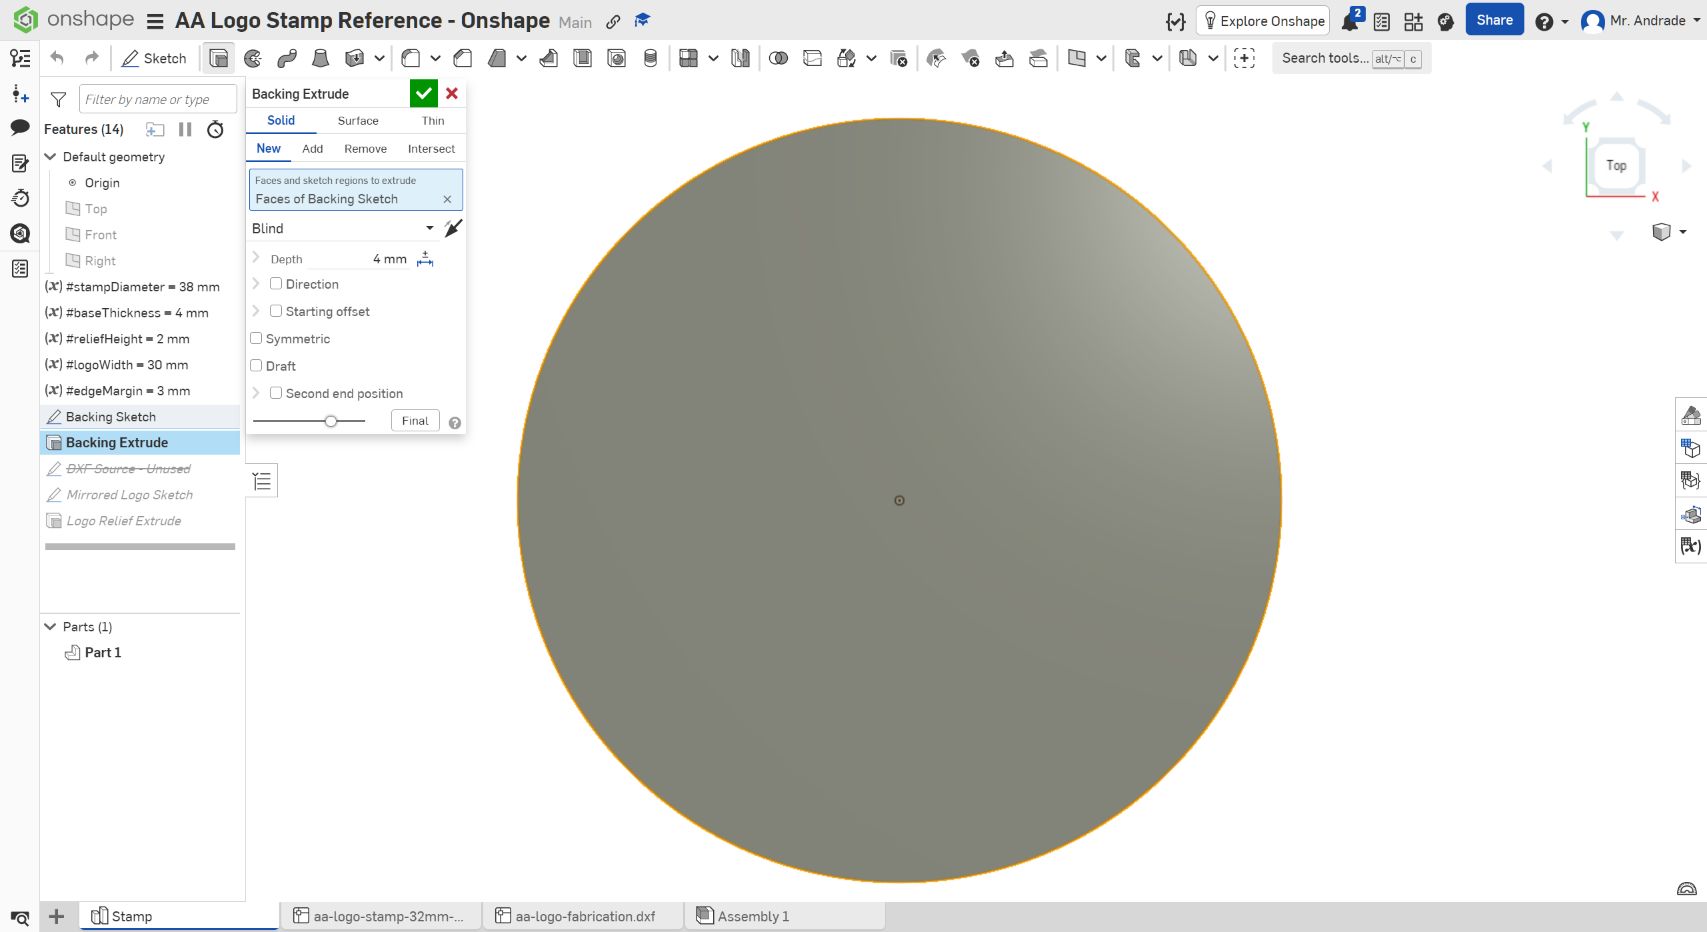 onshape AA Logo Stamp Reference - Onshape Main Explore Onshape 2 Share Mr. Andrade
Sketch Search tools... alt/⌥ c
Filter by name or type
Features (14)
Default geometry
Origin
Top
Front
Right
(x) #stampDiameter = 38 mm
(x) #baseThickness = 4 mm
(x) #reliefHeight = 2 mm
(x) #logoWidth = 30 mm
(x) #edgeMargin = 3 mm
Backing Sketch
Backing Extrude
DXF Source - Unused
Mirrored Logo Sketch
Logo Relief Extrude
Parts (1)
Part 1
Backing Extrude
Solid Surface Thin
New Add Remove Intersect
Faces and sketch regions to extrude
Faces of Backing Sketch
Blind
Depth 4 mm
Direction
Starting offset
Symmetric
Draft
Second end position
Final
Y
Top
X
(x)
Stamp aa-logo-stamp-32mm-... aa-logo-fabrication.dxf Assembly 1